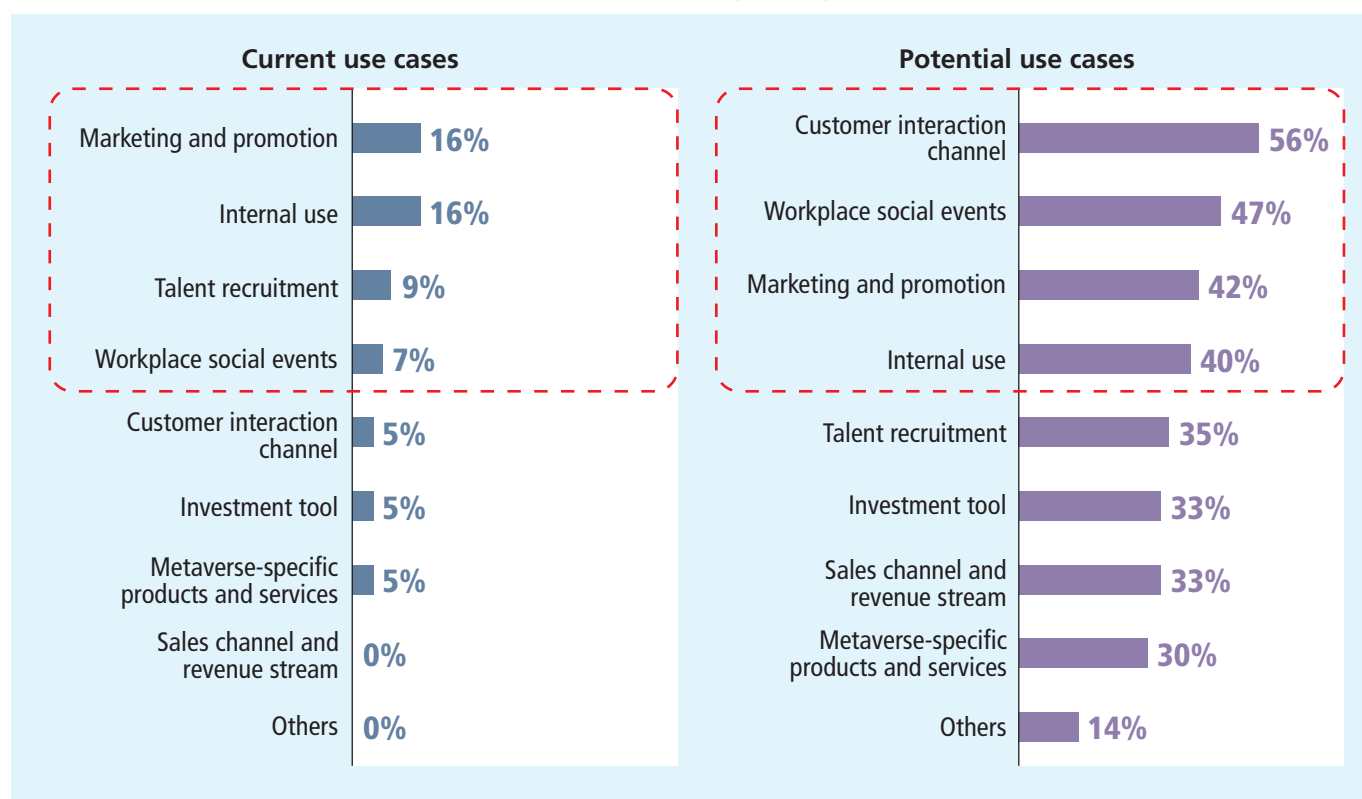 Current use cases
Marketing and promotion 16%
Internal use 16%
Talent recruitment 9%
Workplace social events 7%
Customer interaction
channel 5%
Investment tool 5%
Metaverse-specific
products and services 5%
Sales channel and
revenue stream 0%
Others 0%
Potential use cases
Customer interaction
channel 56%
Workplace social events 47%
Marketing and promotion 42%
Internal use 40%
Talent recruitment 35%
Investment tool 33%
Sales channel and
revenue stream 33%
Metaverse-specific
products and services 30%
Others 14%